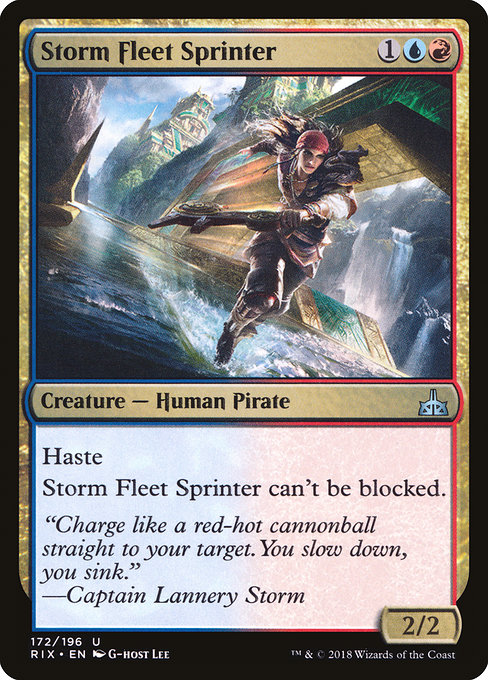 Storm Fleet Sprinter 1
Creature — Human Pirate
Haste
Storm Fleet Sprinter can't be blocked.
“Charge like a red-hot cannonball
straight to your target. You slow down,
you sink.”
—Captain Lannery Storm
2/2
172/196 U
RIX • EN G-HOST LEE
™ & © 2018 Wizards of the Coast